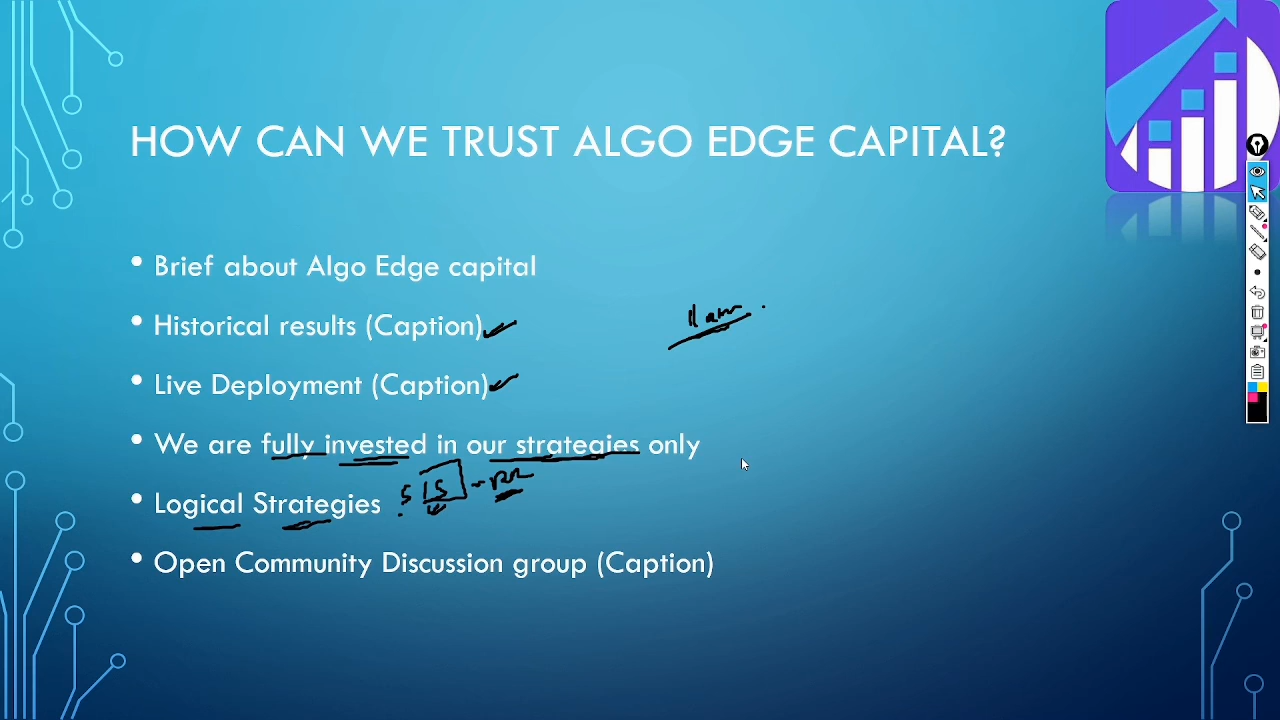 HOW CAN WE TRUST ALGO EDGE CAPITAL?
• Brief about Algo Edge capital
• Historical results (Caption)
• Live Deployment (Caption)
• We are fully invested in our strategies only
• Logical Strategies
• Open Community Discussion group (Caption)